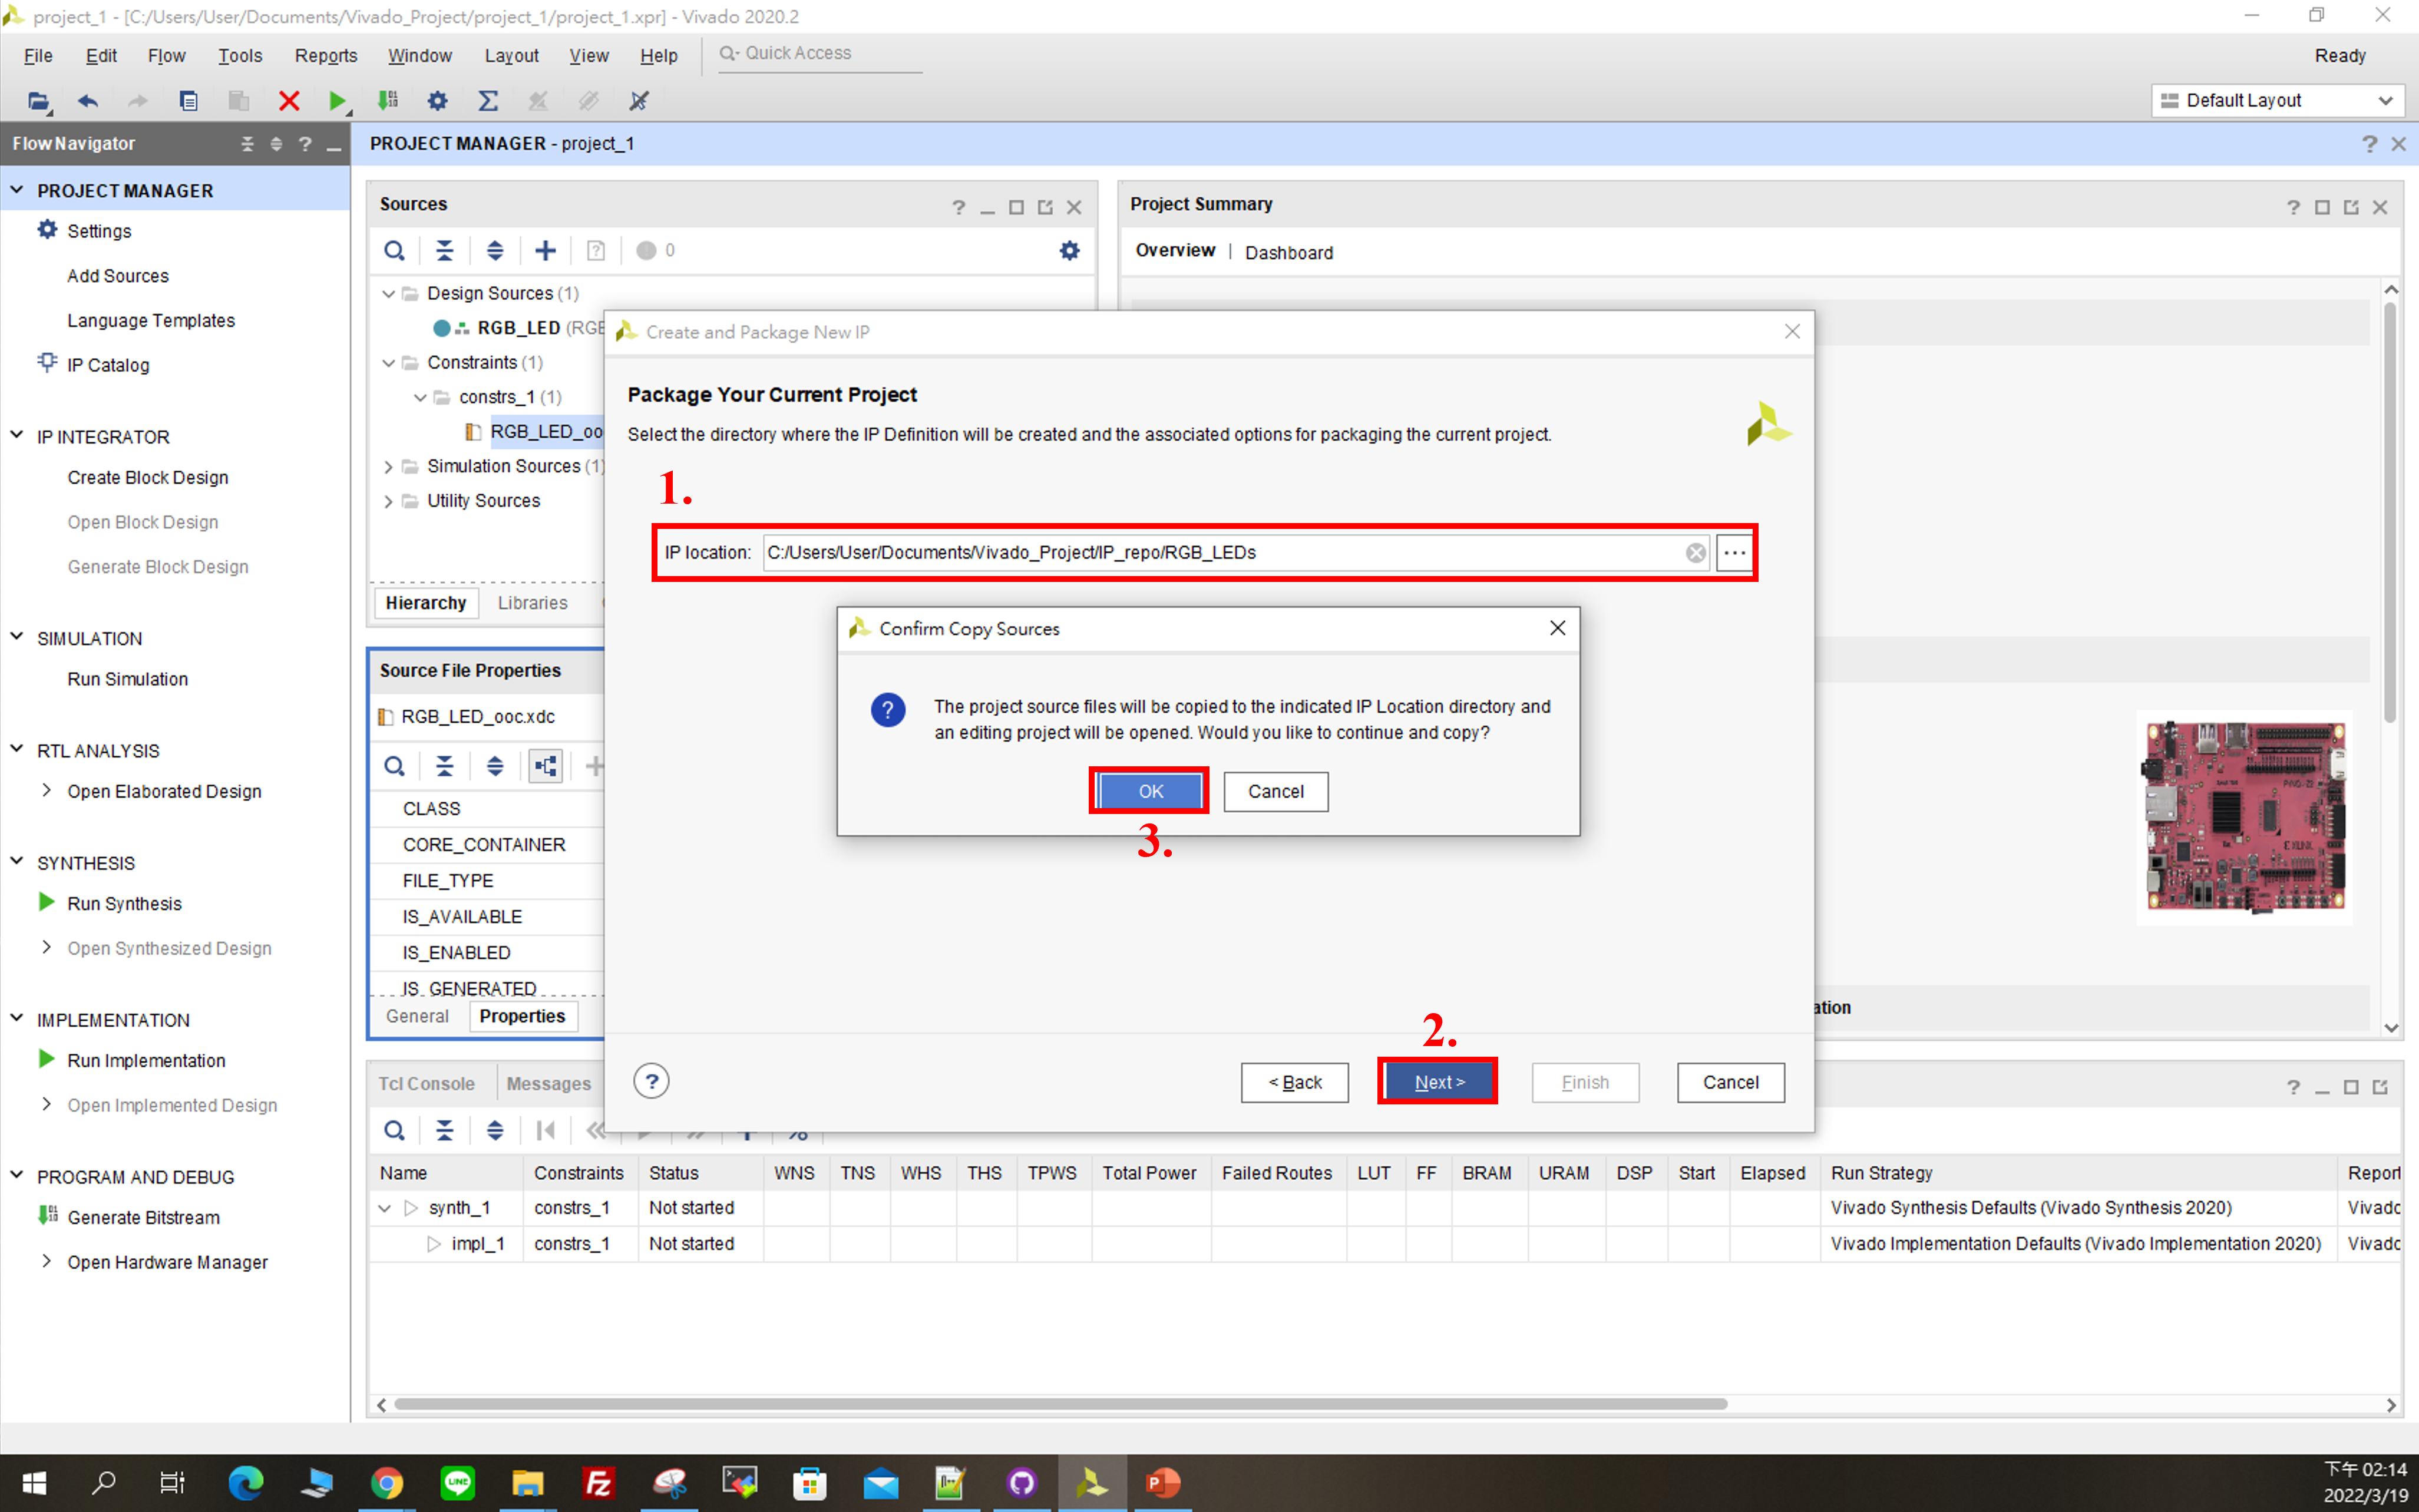 project_1 - [C:/Users/User/Documents/Vivado_Project/project_1/project_1.xpr] - Vivado 2020.2
File Edit Flow Tools Reports Window Layout View Help Quick Access Ready
Default Layout
Flow Navigator
PROJECT MANAGER - project_1
PROJECT MANAGER
Settings
Add Sources
Language Templates
IP Catalog
IP INTEGRATOR
Create Block Design
Open Block Design
Generate Block Design
SIMULATION
Run Simulation
RTL ANALYSIS
Open Elaborated Design
SYNTHESIS
Run Synthesis
Open Synthesized Design
IMPLEMENTATION
Run Implementation
Open Implemented Design
PROGRAM AND DEBUG
Generate Bitstream
Open Hardware Manager
Sources
0
Design Sources (1)
RGB_LED (RGE
Constraints (1)
constrs_1 (1)
RGB_LED_oo
Simulation Sources (1)
Utility Sources
Hierarchy Libraries
Project Summary
Overview | Dashboard
Source File Properties
RGB_LED_ooc.xdc
CLASS
CORE_CONTAINER
FILE_TYPE
IS_AVAILABLE
IS_ENABLED
IS_GENERATED
General Properties
Create and Package New IP
Package Your Current Project
Select the directory where the IP Definition will be created and the associated options for packaging the current project.
1.
IP location: C:/Users/User/Documents/Vivado_Project/IP_repo/RGB_LEDs
Confirm Copy Sources
The project source files will be copied to the indicated IP Location directory and
an editing project will be opened. Would you like to continue and copy?
OK Cancel
3.
2.
< Back Next > Finish Cancel
ation
Tcl Console Messages
Name Constraints Status WNS TNS WHS THS TPWS Total Power Failed Routes LUT FF BRAM URAM DSP Start Elapsed Run Strategy Report
synth_1 constrs_1 Not started Vivado Synthesis Defaults (Vivado Synthesis 2020) Vivado
impl_1 constrs_1 Not started Vivado Implementation Defaults (Vivado Implementation 2020) Vivado
下午 02:14
2022/3/19